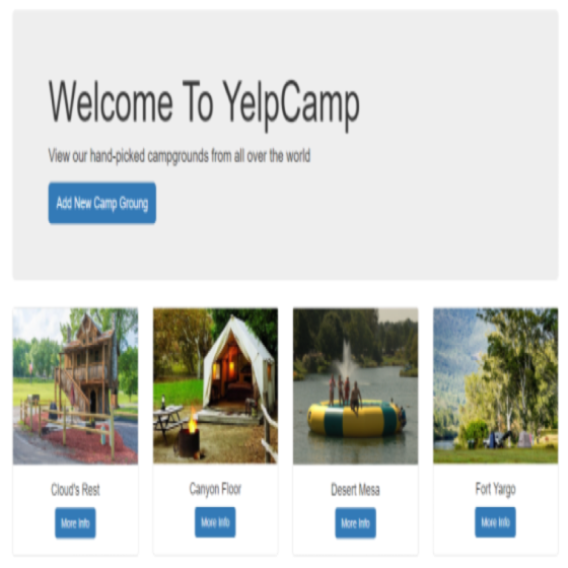 Welcome To YelpCamp
View our hand-picked campgrounds from all over the world
Add New Camp Groung
Cloud's Rest
Canyon Floor
Desert Mesa
Fort Yargo
More Info
More Info
More Info
More Info